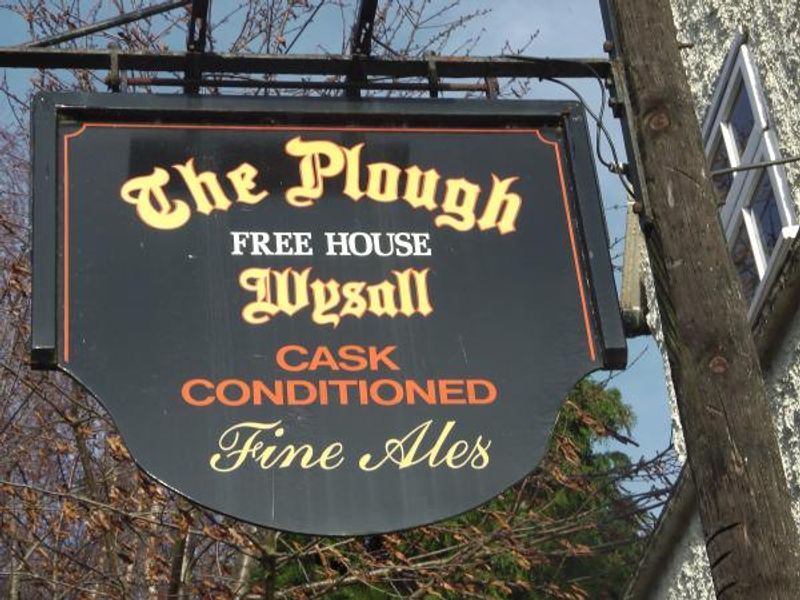 The Plough
FREE HOUSE
Wysall
CASK
CONDITIONED
Fine Ales